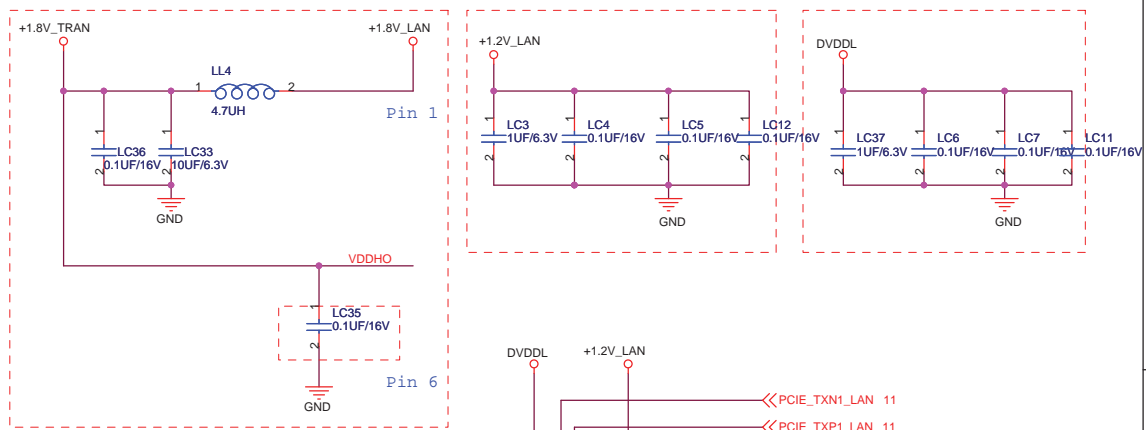 +1.8V_TRAN
+1.8V_LAN
LL4
1
2
4.7UH
Pin 1
1
LC36
0.1UF/16V
2
1
LC33
10UF/6.3V
2
GND
VDDHO
1
LC35
0.1UF/16V
2
GND
Pin 6
+1.2V_LAN
1
LC3
1UF/6.3V
2
1
LC4
0.1UF/16V
2
1
LC5
0.1UF/16V
2
1
LC12
0.1UF/16V
2
GND
DVDDL
1
LC37
1UF/6.3V
2
1
LC6
0.1UF/16V
2
1
LC7
0.1UF/16V
2
1
LC11
0.1UF/16V
2
GND
DVDDL
+1.2V_LAN
PCIE_TXN1_LAN 11
PCIE_TXP1_LAN 11